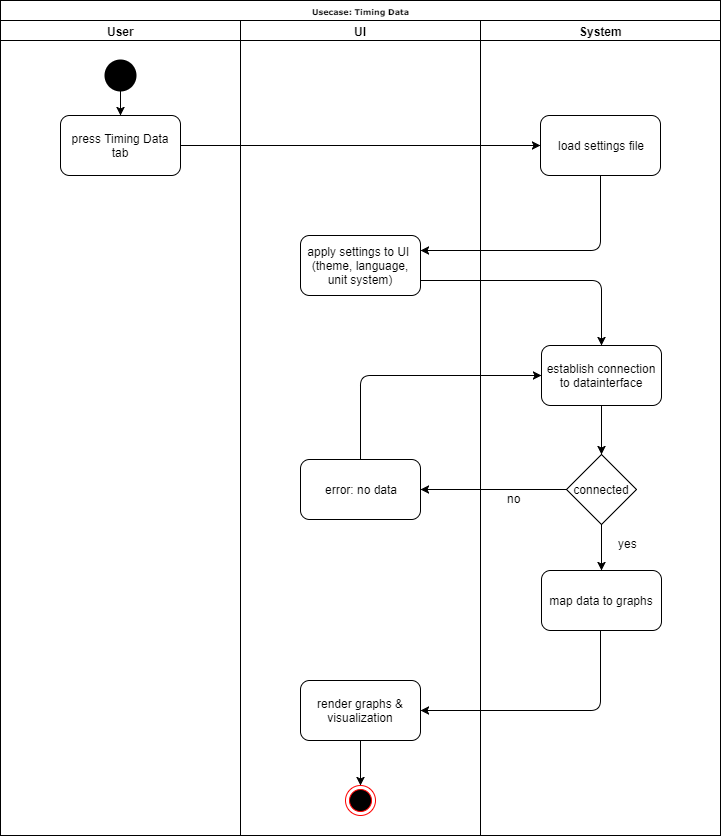 Usecase: Timing Data
User
UI
System
press Timing Data
tab
load settings file
apply settings to UI
(theme, language,
unit system)
establish connection
to datainterface
error: no data
connected
no
yes
map data to graphs
render graphs &
visualization